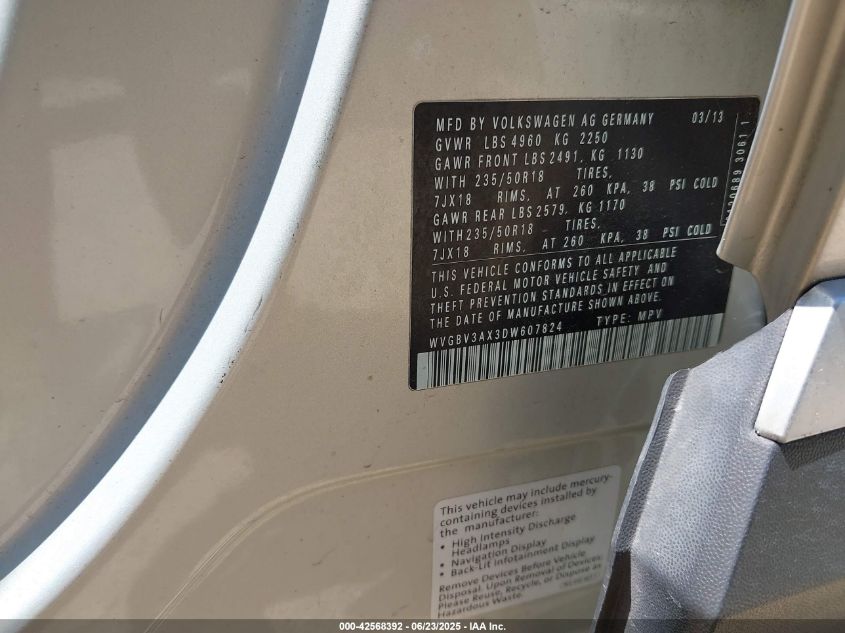 MFD BY VOLKSWAGEN AG GERMANY 03/13
GVWR LBS 4960 KG 2250
GAWR FRONT LBS 2491, KG 1130
WITH 235/50R18 TIRES,
7JX18 RIMS, AT 260 KPA, 38 PSI COLD
GAWR REAR LBS 2579, KG 1170
WITH 235/50R18 TIRES,
7JX18 RIMS, AT 260 KPA, 38 PSI COLD
THIS VEHICLE CONFORMS TO ALL APPLICABLE
U.S. FEDERAL MOTOR VEHICLE SAFETY AND
THEFT PREVENTION STANDARDS IN EFFECT ON
THE DATE OF MANUFACTURE SHOWN ABOVE.
WVGBV3AX3DW607824 TYPE: MPV
This vehicle may include mercury-
containing devices installed by
the manufacturer:
• High Intensity Discharge
Headlamps
• Navigation Display
• Back-Lit Infotainment Display
Remove Devices Before Vehicle
Disposal. Upon Removal of Devices,
Please Reuse, Recycle, or Dispose as
Hazardous Waste.
000-42568392 - 06/23/2025 - IAA Inc.